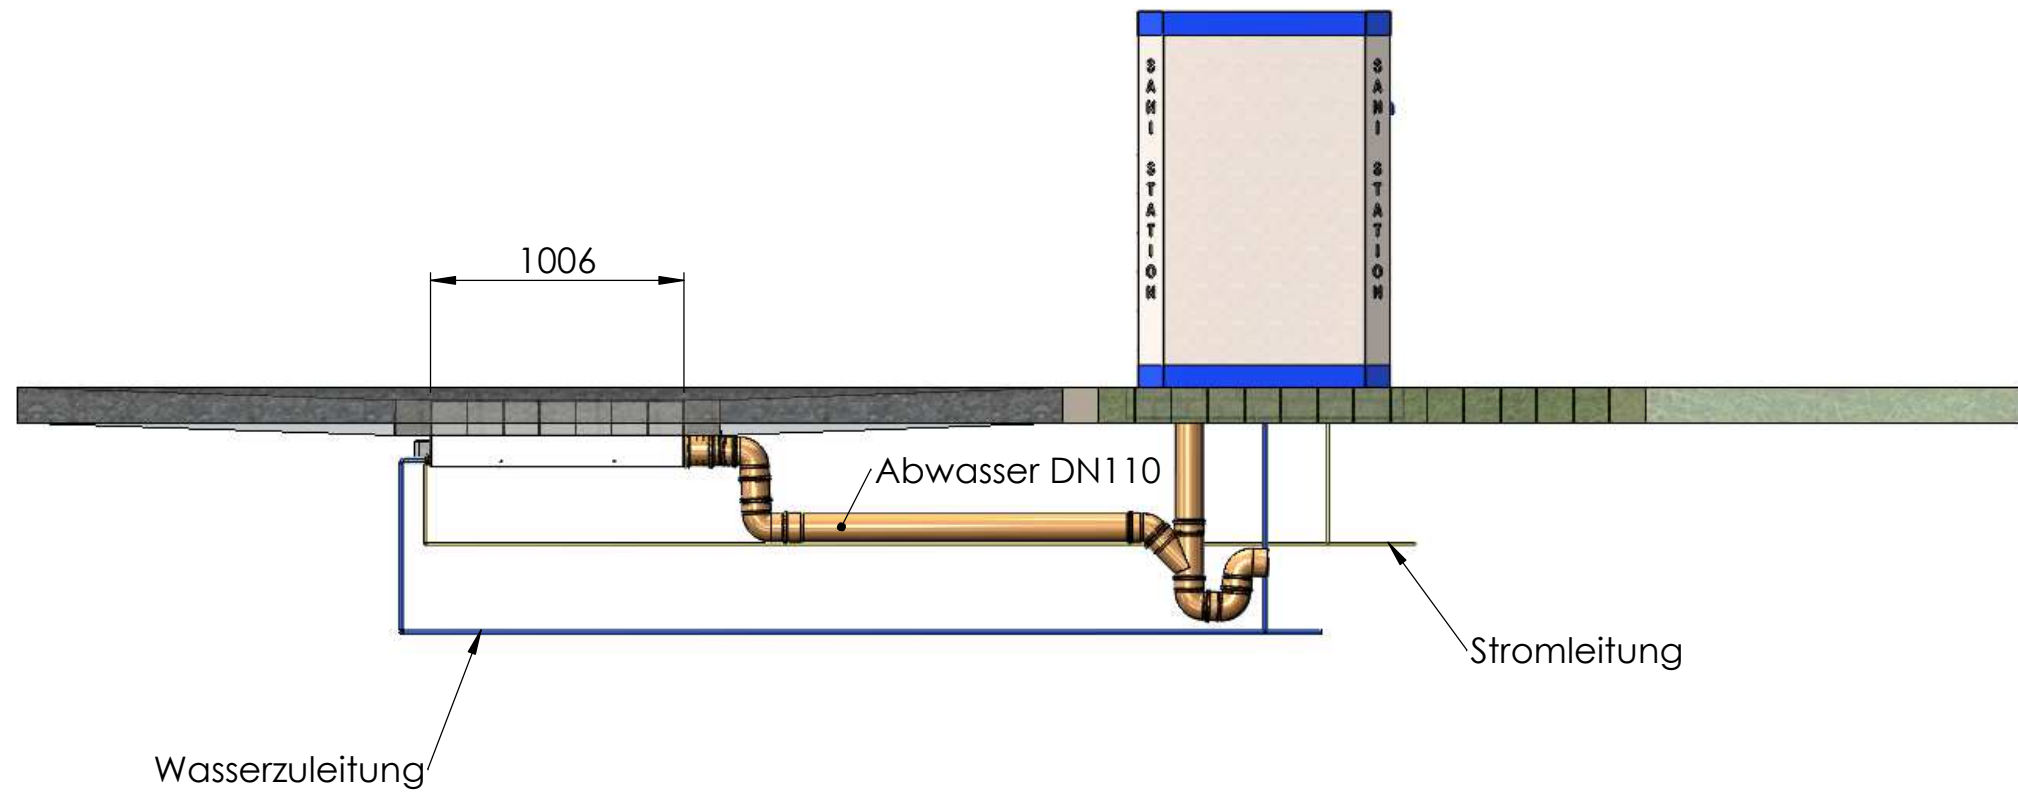 SANI STATION
SANI STATION
1006
Abwasser DN110
Stromleitung
Wasserzuleitung